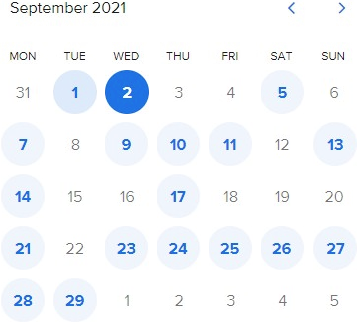 September 2021
MON TUE WED THU FRI SAT SUN
31 1 2 3 4 5 6
7 8 9 10 11 12 13
14 15 16 17 18 19 20
21 22 23 24 25 26 27
28 29 1 2 3 4 5